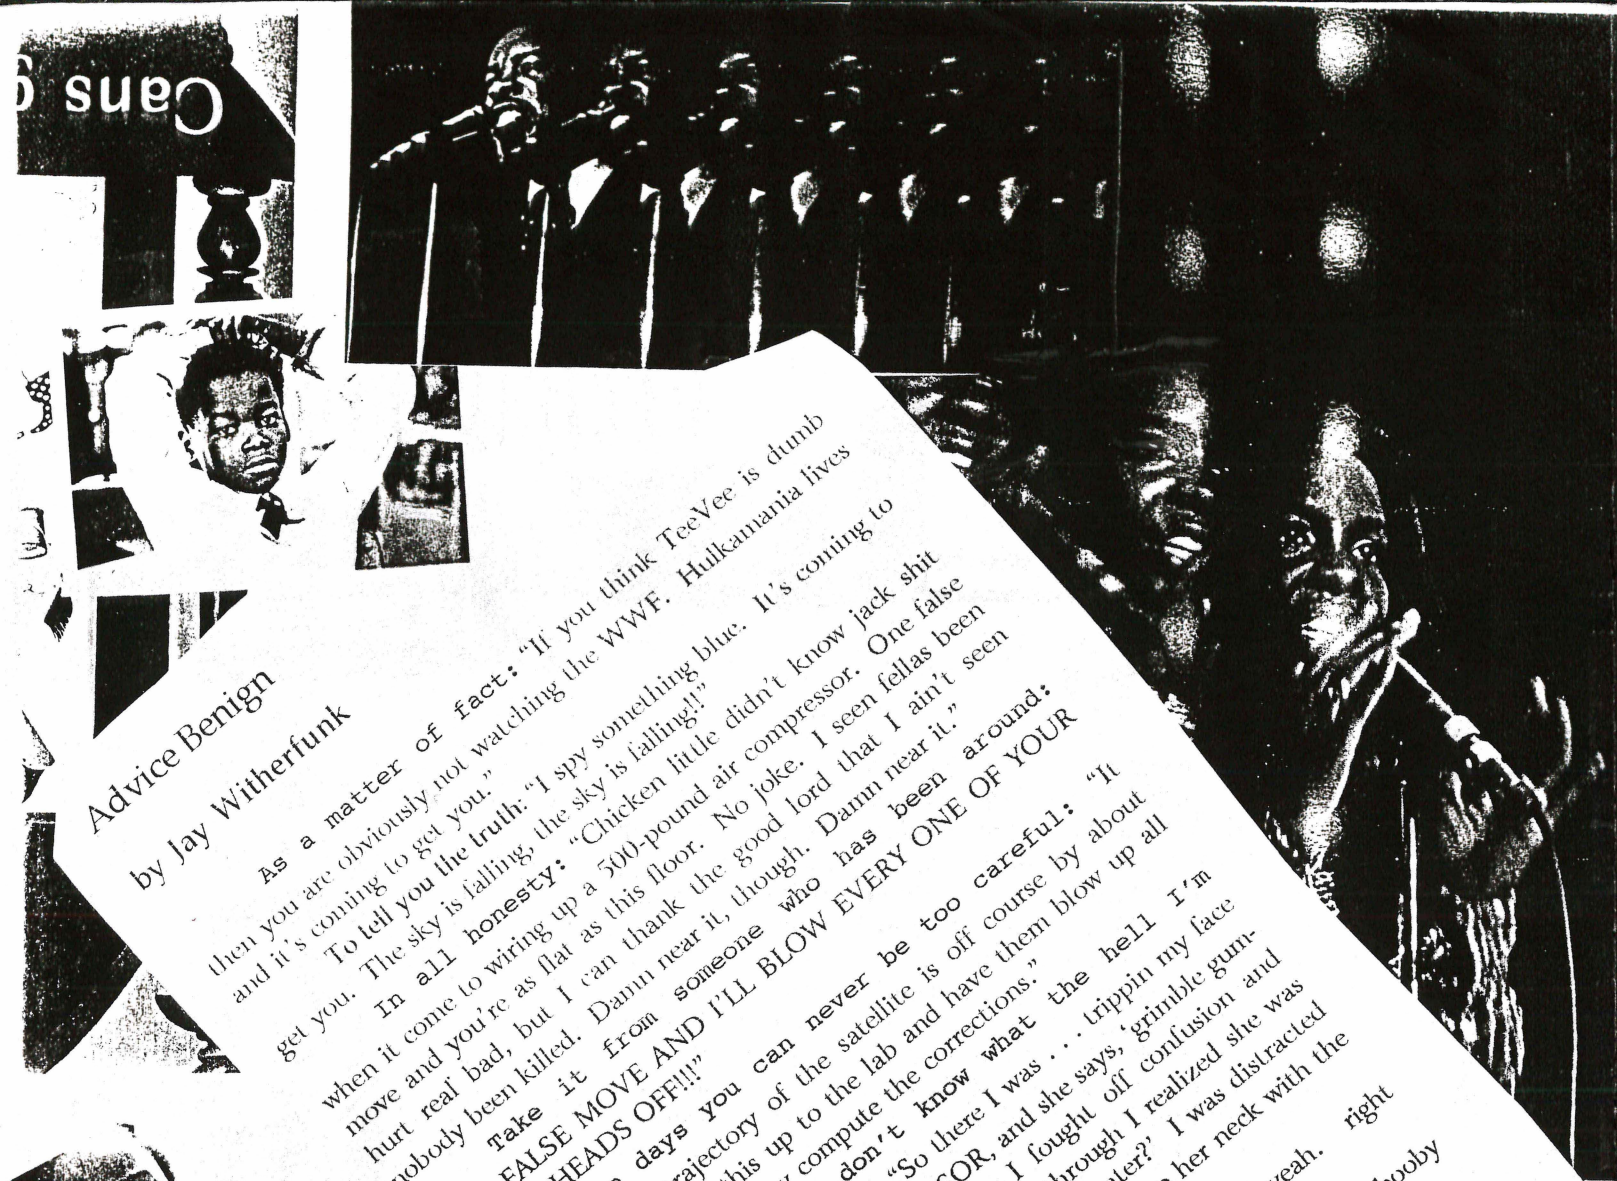 Cans g
Advice Benign
by Jay Witherfunk
As a matter of fact: “If you think TeeVee is dumb
then you are obviously not watching the WWF. Hulkamania lives
and it’s coming to get you.”
To tell you the truth: “I spy something blue. It’s coming to
get you. The sky is falling, the sky is falling!!”
In all honesty: “Chicken little didn’t know jack shit
when it come to wiring up a 500-pound air compressor. One false
move and you’re as flat as this floor. No joke. I seen fellas been
hurt real bad, but I can thank the good lord that I ain’t seen
nobody been killed. Damn near it, though. Damn near it.”
Take it from someone who has been around:
FALSE MOVE AND I’LL BLOW EVERY ONE OF YOUR
HEADS OFF!!!”
days you can never be too careful: “It
rajectory of the satellite is off course by about
this up to the lab and have them blow up all
compute the corrections.”
don’t know what the hell I’m
“So there I was . . . trippin my face
OR, and she says, ‘grimble gum-
I fought off confusion and
hrough I realized she was
tter?’ I was distracted
her neck with the
yeah. right
hooby